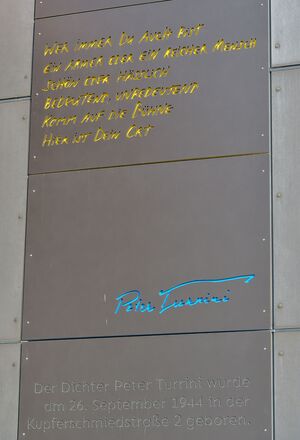 WER IMMER DU AUCH BIST
EIN ARMER ODER EIN REICHER MENSCH
SCHÖN ODER HÄSSLICH
BEDEUTEND, UNBEDEUTEND
KOMM AUF DIE BÜHNE
HIER IST DEIN ORT
Peter Turrini
Der Dichter Peter Turrini wurde
am 26. September 1944 in der
Kupferschmiedstraße 2 geboren.